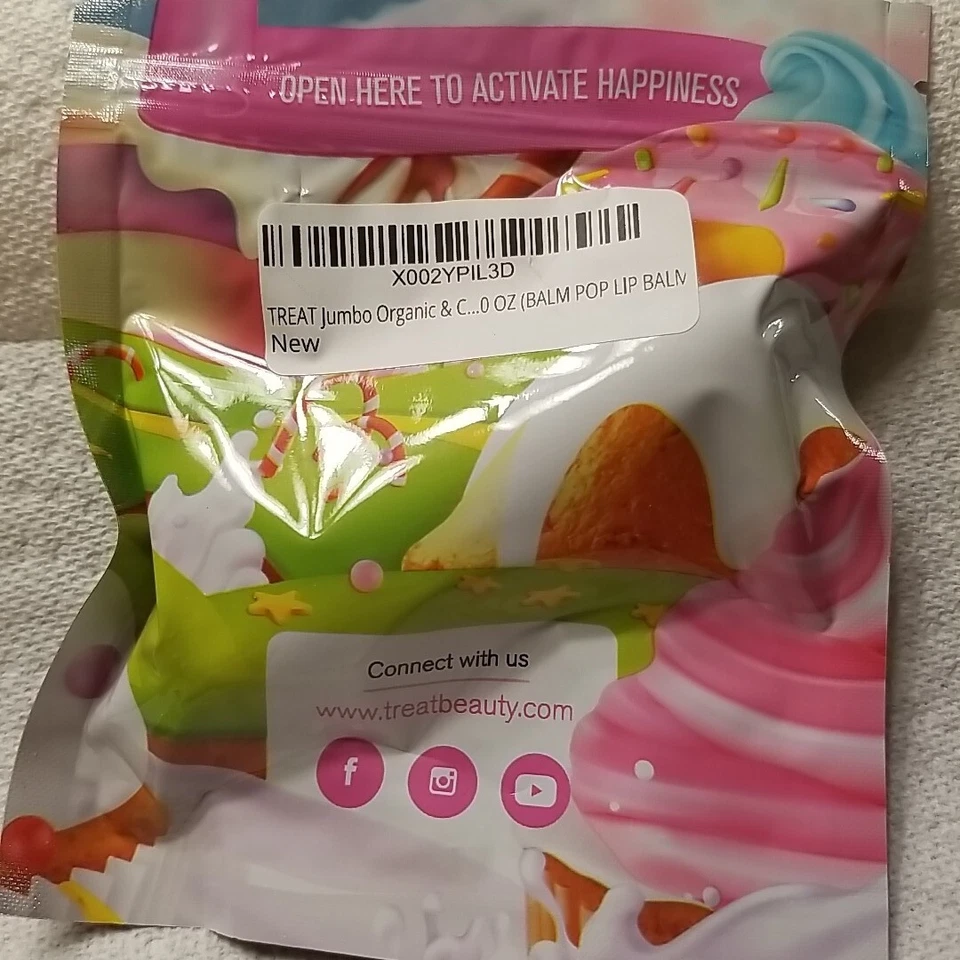 OPEN HERE TO ACTIVATE HAPPINESS
X002YPIL3D
TREAT Jumbo Organic & C...0 OZ (BALM POP LIP BALM
New
Connect with us
www.treatbeauty.com